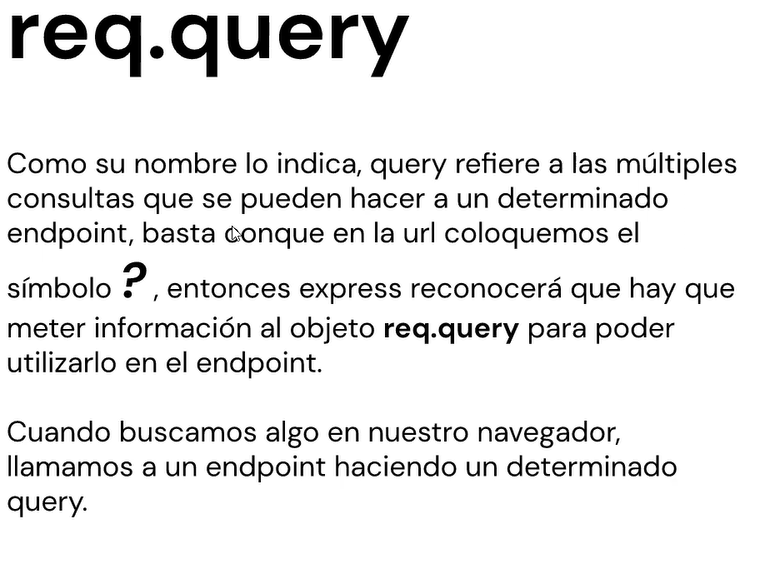 req.query
Como su nombre lo indica, query refiere a las múltiples
consultas que se pueden hacer a un determinado
endpoint, basta conque en la url coloquemos el
símbolo ? , entonces express reconocerá que hay que
meter información al objeto req.query para poder
utilizarlo en el endpoint.
Cuando buscamos algo en nuestro navegador,
llamamos a un endpoint haciendo un determinado
query.